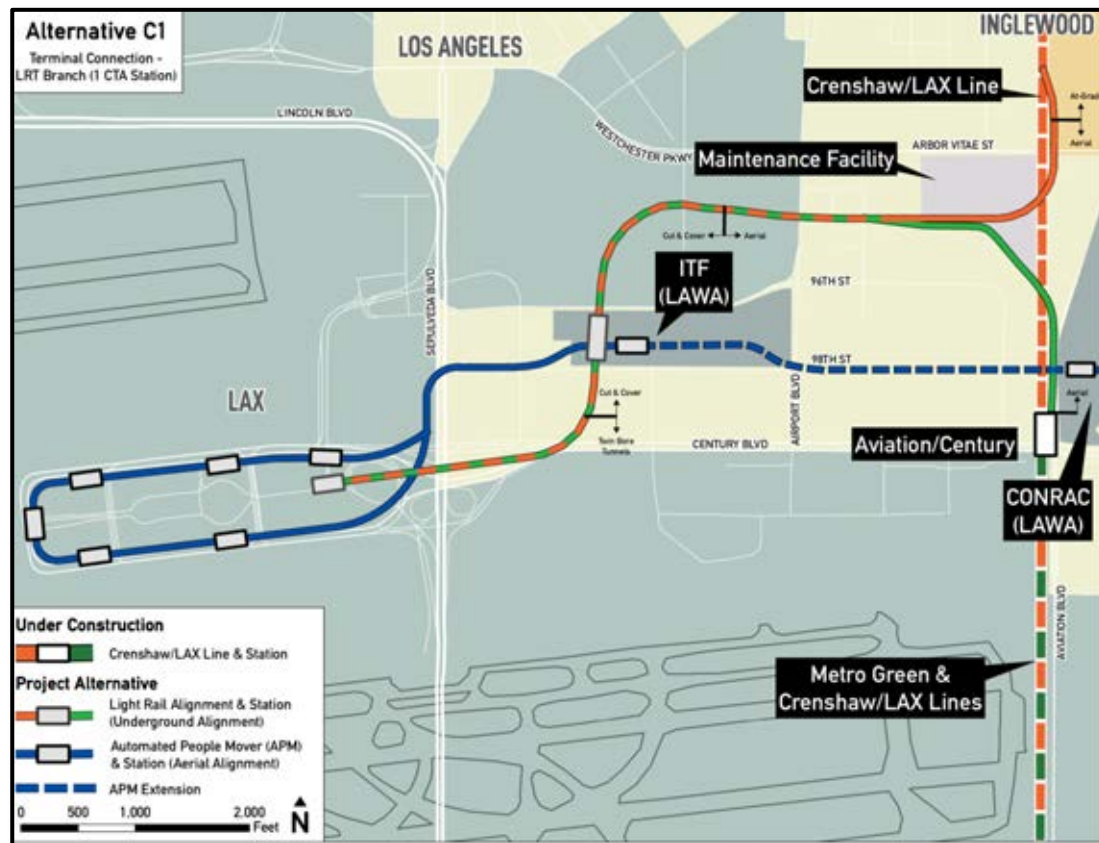 Alternative C1
Terminal Connection -
LRT Branch (1 CTA Station)
LOS ANGELES
INGLEWOOD
Crenshaw/LAX Line
At-Grade
Aerial
LINCOLN BLVD
WESTCHESTER PKWY
ARBOR VITAE ST
Maintenance Facility
Cut & Cover
Aerial
ITF
(LAWA)
96TH ST
SEPULVEDA BLVD
98TH ST
LAX
Cut & Cover
Twin Bore
Tunnels
AIRPORT BLVD
CENTURY BLVD
Aerial
Aviation/Century
CONRAC
(LAWA)
AVIATION BLVD
Metro Green &
Crenshaw/LAX Lines
Under Construction
Crenshaw/LAX Line & Station
Project Alternative
Light Rail Alignment & Station
(Underground Alignment)
Automated People Mover (APM)
& Station (Aerial Alignment)
APM Extension
0 500 1,000 2,000
Feet
N